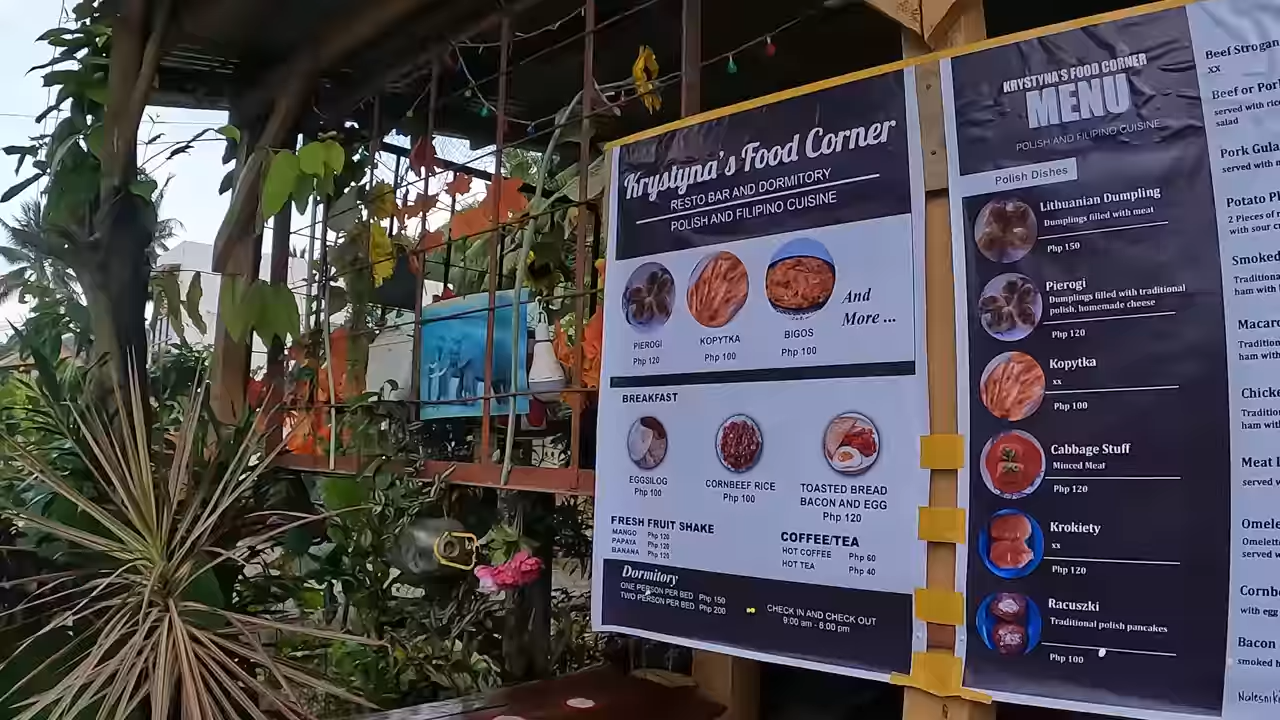 Krystyna's Food Corner
RESTO BAR AND DORMITORY
POLISH AND FILIPINO CUISINE
PIEROGI
Php 120
KOPYTKA
Php 100
BIGOS
Php 100
And
More ...
BREAKFAST
EGGSILOG
Php 100
CORNBEEF RICE
Php 100
TOASTED BREAD
BACON AND EGG
Php 120
FRESH FRUIT SHAKE
MANGO Php 120
PAPAYA Php 120
BANANA Php 120
COFFEE/TEA
HOT COFFEE Php 60
HOT TEA Php 40
Dormitory
ONE PERSON PER BED Php 150
TWO PERSON PER BED Php 200
CHECK IN AND CHECK OUT
9:00 am - 8:00 pm
KRYSTYNA'S FOOD CORNER
MENU
POLISH AND FILIPINO CUISINE
Polish Dishes
Lithuanian Dumpling
Dumplings filled with meat
Php 150
Pierogi
Dumplings filled with traditional
polish, homemade cheese
Php 120
Kopytka
xx
Php 100
Cabbage Stuff
Minced Meat
Php 120
Krokiety
xx
Php 120
Racuszki
Traditional polish pancakes
Php 100
Beef Strogan
xx
Beef or Por
served with ric
salad
Pork Gula
served with
Potato P
2 Pieces of
with sour c
Smoked
Traditiona
ham with
Macar
Tradition
ham wit
Chick
Traditio
ham wit
Meat
served w
Omele
Omelett
served w
Cornb
with egg
Bacon
smoked h
Nalesnik